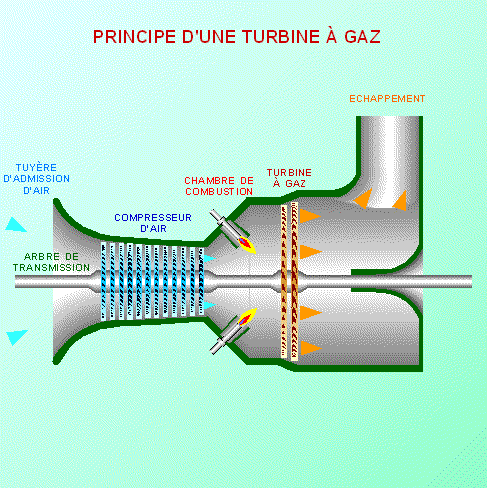 PRINCIPE D'UNE TURBINE À GAZ
ECHAPPEMENT
TUYÈRE
D'ADMISSION
D'AIR
CHAMBRE DE
COMBUSTION
TURBINE
À GAZ
COMPRESSEUR
D'AIR
ARBRE DE
TRANSMISSION